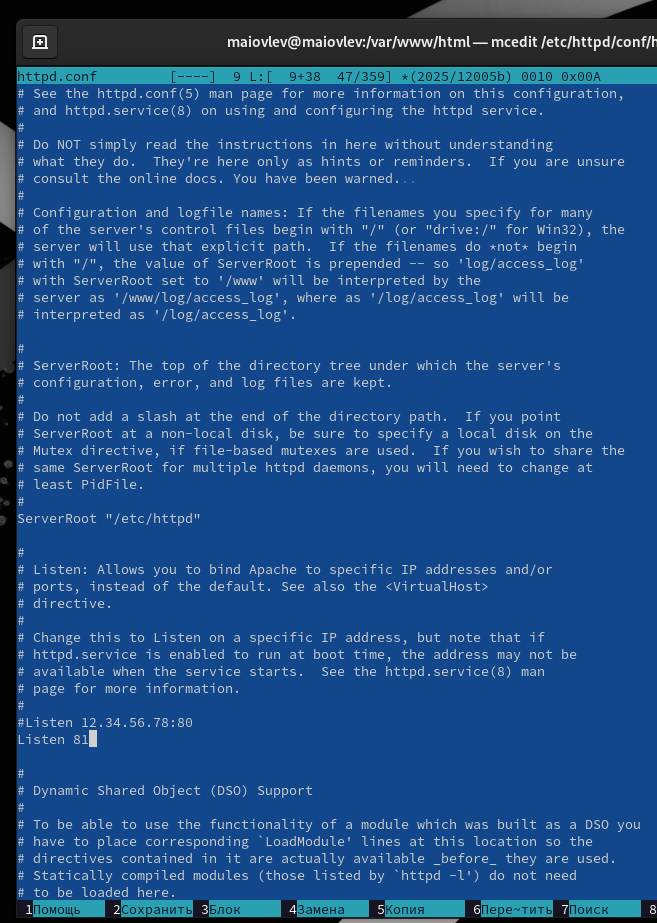 maiovlev@maiovlev:/var/www/html — mcedit /etc/httpd/conf/h
httpd.conf         [----]  9 L:[  9+38  47/359] *(2025/12005b) 0010 0x00A
# See the httpd.conf(5) man page for more information on this configuration,
# and httpd.service(8) on using and configuring the httpd service.
#
# Do NOT simply read the instructions in here without understanding
# what they do.  They're here only as hints or reminders.  If you are unsure
# consult the online docs. You have been warned...
#
# Configuration and logfile names: If the filenames you specify for many
# of the server's control files begin with "/" (or "drive:/" for Win32), the
# server will use that explicit path.  If the filenames do *not* begin
# with "/", the value of ServerRoot is prepended -- so 'log/access_log'
# with ServerRoot set to '/www' will be interpreted by the
# server as '/www/log/access_log', where as '/log/access_log' will be
# interpreted as '/log/access_log'.
#
# ServerRoot: The top of the directory tree under which the server's
# configuration, error, and log files are kept.
#
# Do not add a slash at the end of the directory path.  If you point
# ServerRoot at a non-local disk, be sure to specify a local disk on the
# Mutex directive, if file-based mutexes are used.  If you wish to share the
# same ServerRoot for multiple httpd daemons, you will need to change at
# least PidFile.
#
ServerRoot "/etc/httpd"
#
# Listen: Allows you to bind Apache to specific IP addresses and/or
# ports, instead of the default. See also the <VirtualHost>
# directive.
#
# Change this to Listen on a specific IP address, but note that if
# httpd.service is enabled to run at boot time, the address may not be
# available when the service starts.  See the httpd.service(8) man
# page for more information.
#
#Listen 12.34.56.78:80
Listen 81
#
# Dynamic Shared Object (DSO) Support
#
# To be able to use the functionality of a module which was built as a DSO you
# have to place corresponding `LoadModule' lines at this location so the
# directives contained in it are actually available _before_ they are used.
# Statically compiled modules (those listed by `httpd -l') do not need
# to be loaded here.
1Помощь 2Сохранить 3Блок 4Замена 5Копия 6Пере~тить 7Поиск 8